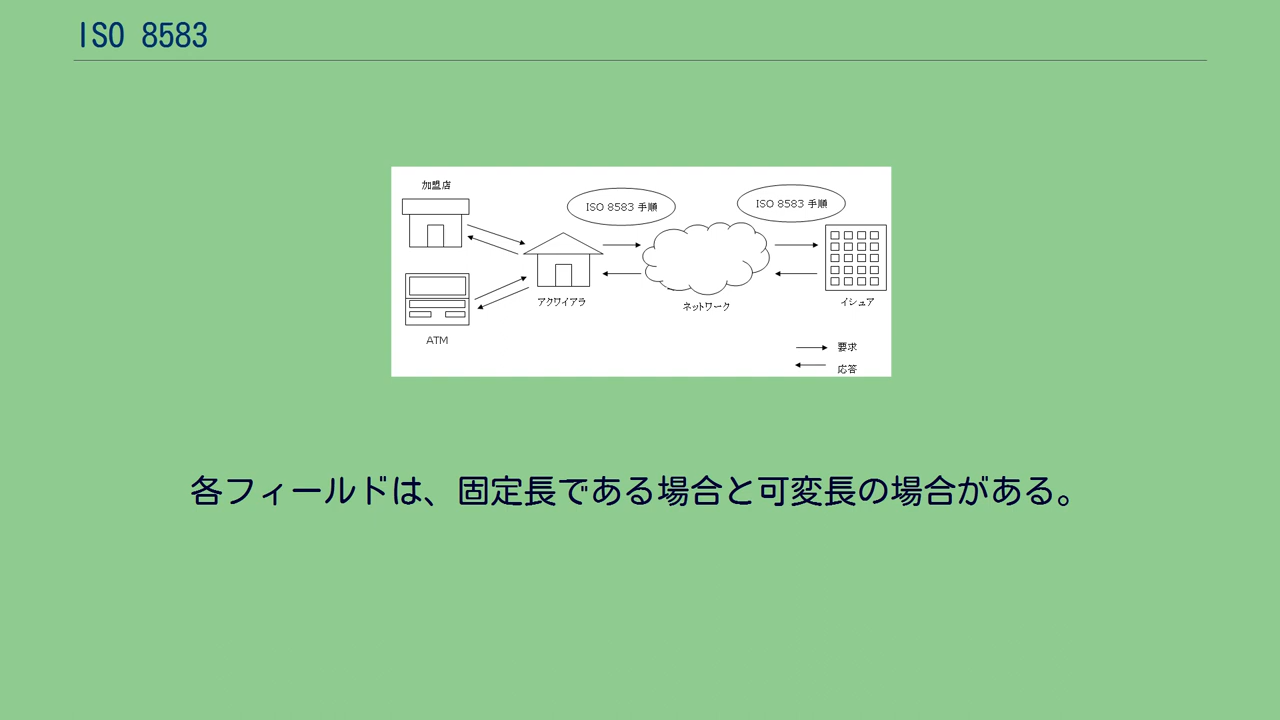 ISO 8583
加盟店
ISO 8583 手順
ISO 8583 手順
アクワイアラ
ネットワーク
イシュア
ATM
要求
応答
各フィールドは、固定長である場合と可変長の場合がある。